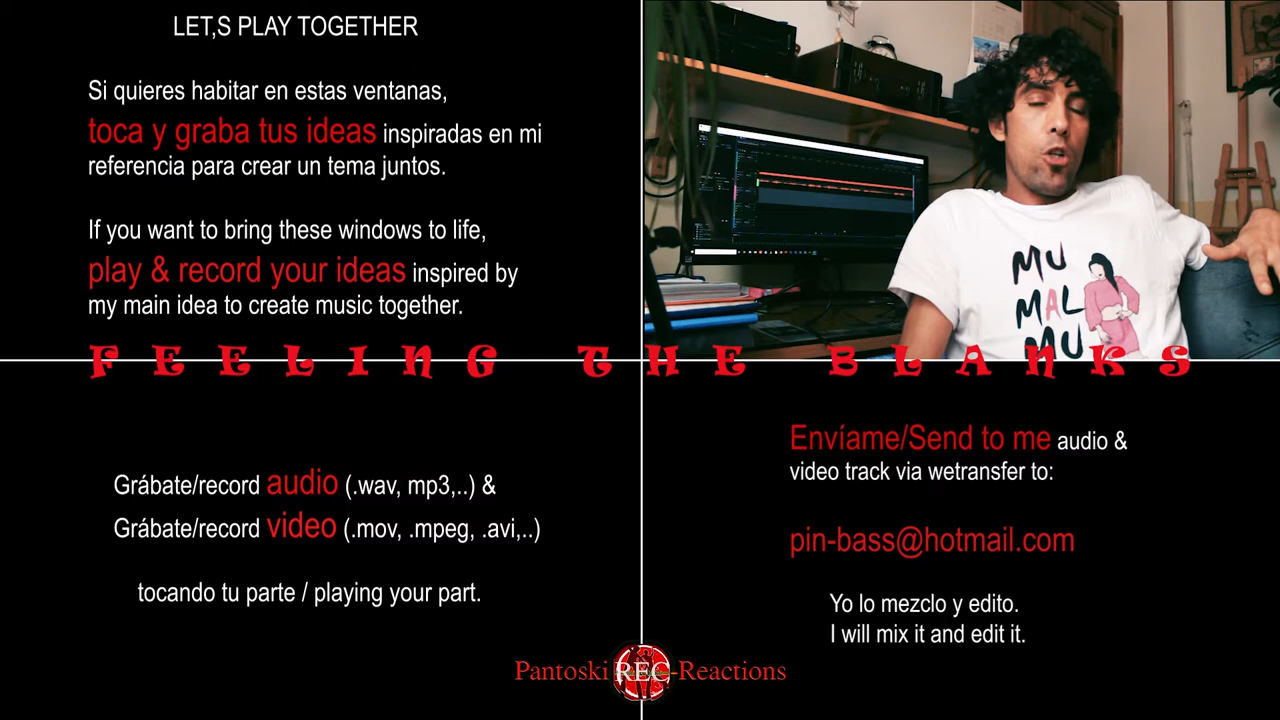 LET,S PLAY TOGETHER
Si quieres habitar en estas ventanas,
toca y graba tus ideas inspiradas en mi
referencia para crear un tema juntos.
If you want to bring these windows to life,
play & record your ideas inspired by
my main idea to create music together.
MU
MAL
MU
FEELING THE BLANKS
Grábate/record audio (.wav, mp3,..) &
Grábate/record video (.mov, .mpeg, .avi,..)
tocando tu parte / playing your part.
Envíame/Send to me audio &
video track via wetransfer to:
pin-bass@hotmail.com
Yo lo mezclo y edito.
I will mix it and edit it.
Pantoski REC-Reactions